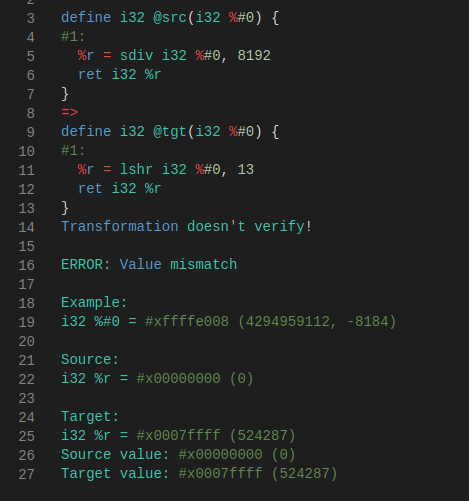 3 define i32 @src(i32 %#0) {
4 #1:
5 %r = sdiv i32 %#0, 8192
6 ret i32 %r
7 }
8 =>
9 define i32 @tgt(i32 %#0) {
10 #1:
11 %r = lshr i32 %#0, 13
12 ret i32 %r
13 }
14 Transformation doesn't verify!
15
16 ERROR: Value mismatch
17
18 Example:
19 i32 %#0 = #xffffe008 (4294959112, -8184)
20
21 Source:
22 i32 %r = #x00000000 (0)
23
24 Target:
25 i32 %r = #x0007ffff (524287)
26 Source value: #x00000000 (0)
27 Target value: #x0007ffff (524287)